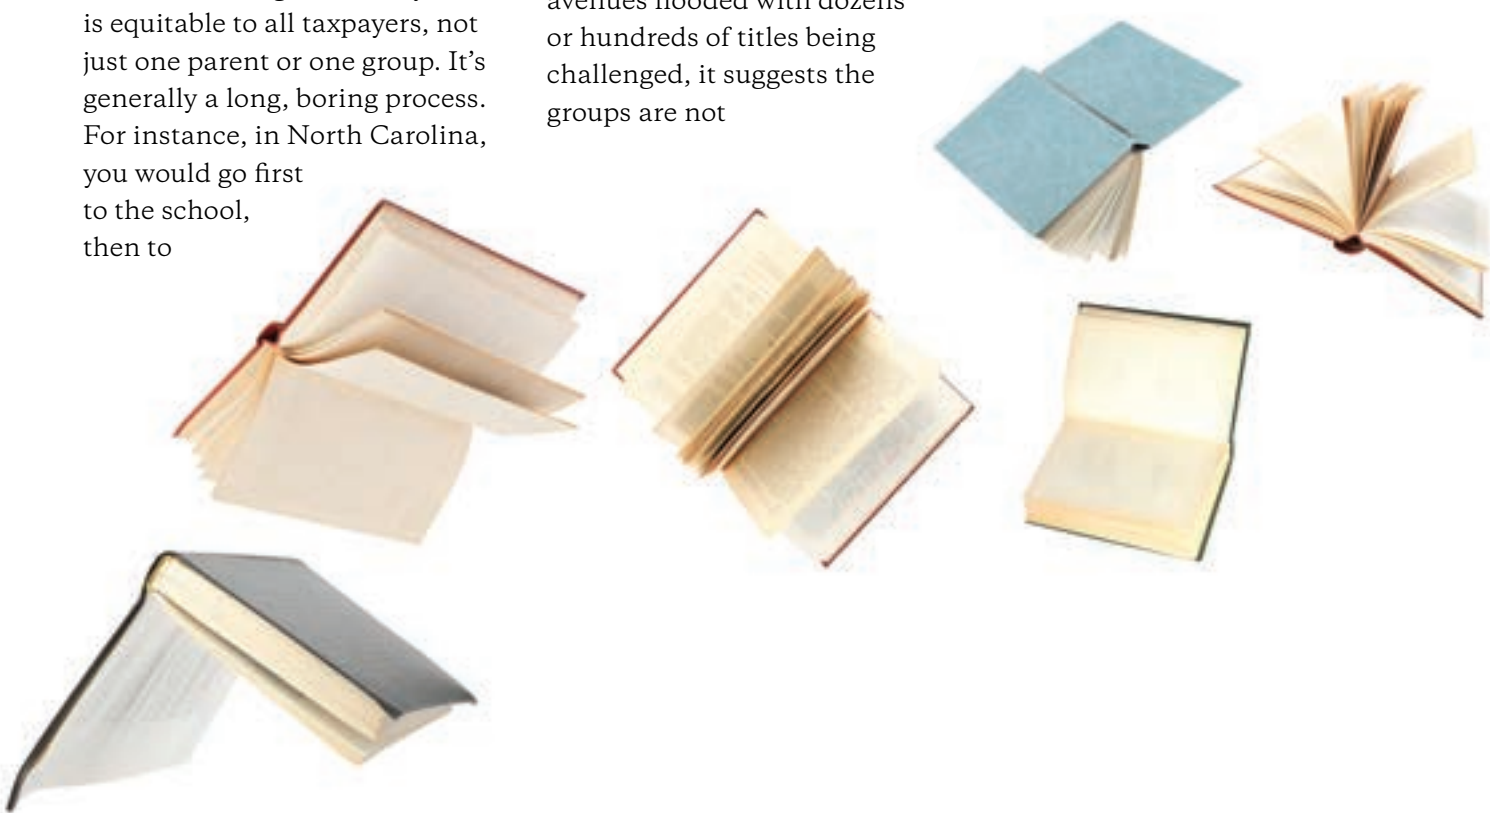 is equitable to all taxpayers, not
just one parent or one group. It’s
generally a long, boring process.
For instance, in North Carolina,
you would go first
to the school,
then to
avenues flooded with dozens
or hundreds of titles being
challenged, it suggests the
groups are not